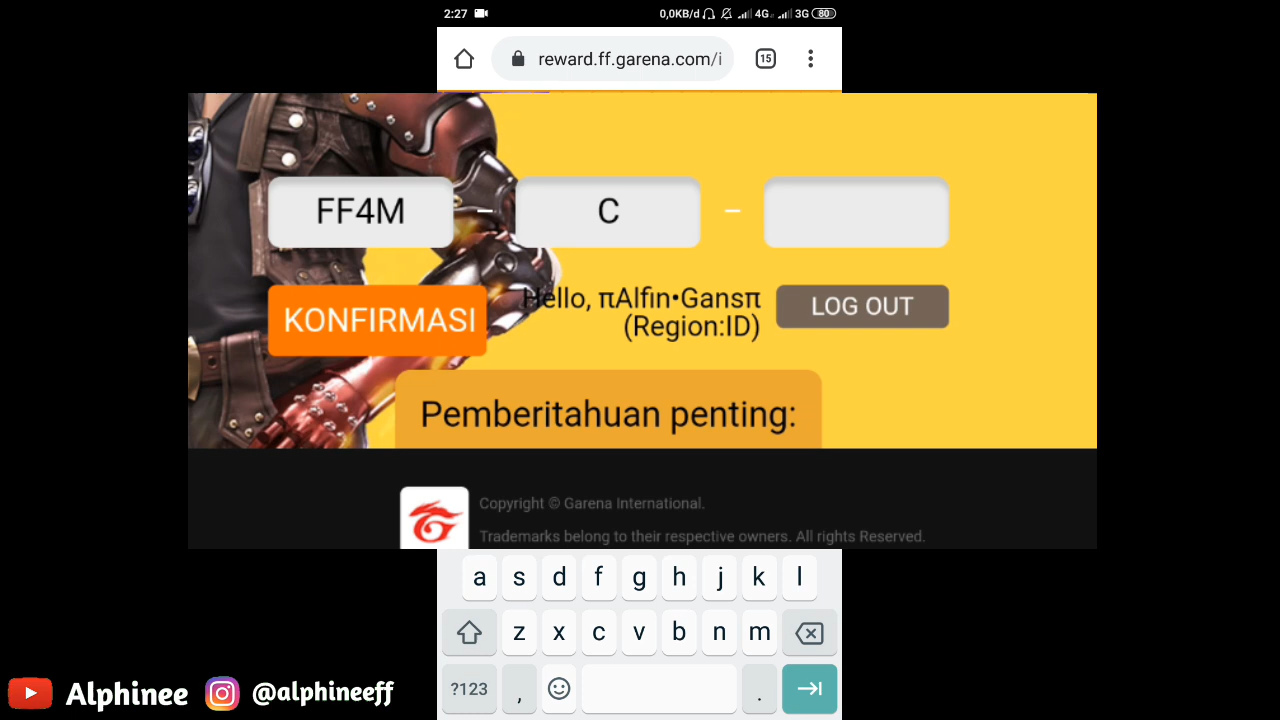 2:27
0,0KB/d 4G 3G 80
reward.ff.garena.com/i
15
FF4M - C -
KONFIRMASI
Hello, πAlfin•Gansπ
(Region:ID)
LOG OUT
Pemberitahuan penting:
Copyright © Garena International.
Trademarks belong to their respective owners. All rights Reserved.
a s d f g h j k l
z x c v b n m
?123 , .
Alphinee @alphineeff